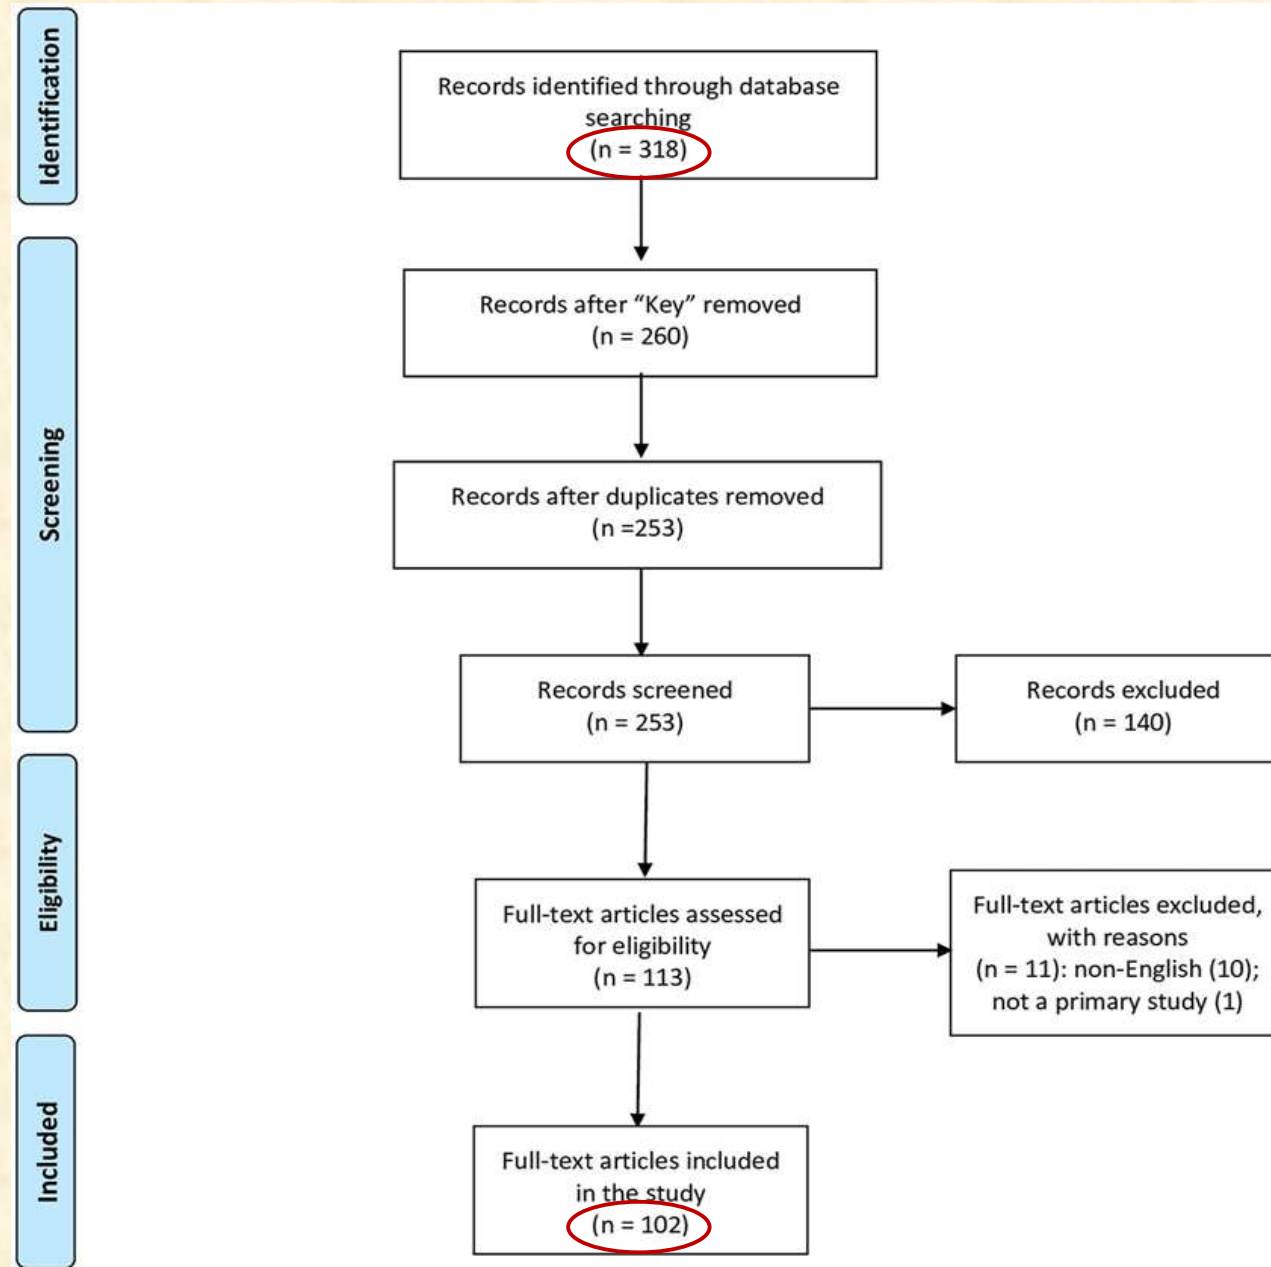 Identification
Records identified through database
searching
(n = 318)
Screening
Records after “Key” removed
(n = 260)
Records after duplicates removed
(n =253)
Records screened
(n = 253)
Records excluded
(n = 140)
Eligibility
Full-text articles assessed
for eligibility
(n = 113)
Full-text articles excluded,
with reasons
(n = 11): non-English (10);
not a primary study (1)
Included
Full-text articles included
in the study
(n = 102)